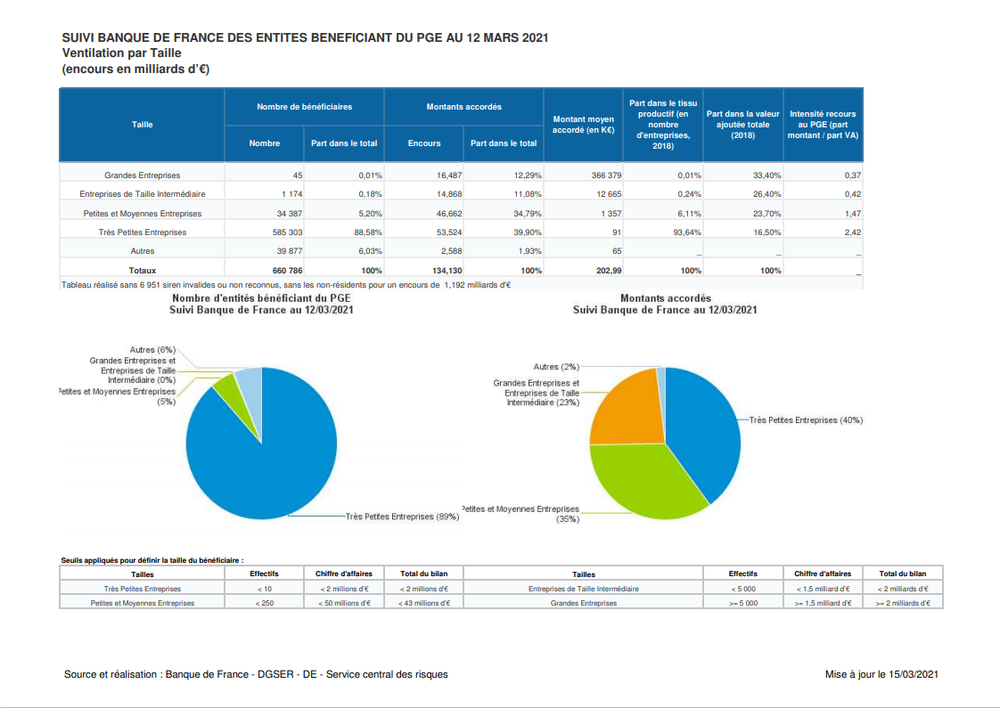 SUIVI BANQUE DE FRANCE DES ENTITES BENEFICIANT DU PGE AU 12 MARS 2021
Ventilation par Taille
(encours en milliards d'€)
Taille | Nombre de bénéficiaires | Montants accordés | Montant moyen accordé (en K€) | Part dans le tissu productif (en nombre d'entreprises, 2018) | Part dans la valeur ajoutée totale (2018) | Intensité recours au PGE (part montant / part VA)
Nombre | Part dans le total | Encours | Part dans le total
Grandes Entreprises | 45 | 0,01% | 16,487 | 12,29% | 366 379 | 0,01% | 33,40% | 0,37
Entreprises de Taille Intermédiaire | 1 174 | 0,18% | 14,868 | 11,08% | 12 665 | 0,24% | 26,40% | 0,42
Petites et Moyennes Entreprises | 34 387 | 5,20% | 46,662 | 34,79% | 1 357 | 6,11% | 23,70% | 1,47
Très Petites Entreprises | 585 303 | 88,58% | 53,524 | 39,90% | 91 | 93,64% | 16,50% | 2,42
Autres | 39 877 | 6,03% | 2,588 | 1,93% | 65 | _ | _ | _
Totaux | 660 786 | 100% | 134,130 | 100% | 202,99 | 100% | 100% | _
Tableau réalisé sans 6 951 siren invalides ou non reconnus, sans les non-résidents pour un encours de 1,192 milliards d'€
Nombre d'entités bénéficiant du PGE
Suivi Banque de France au 12/03/2021
Autres (6%)
Grandes Entreprises et
Entreprises de Taille
Intermédiaire (0%)
Petites et Moyennes Entreprises
(5%)
Très Petites Entreprises (89%)
Montants accordés
Suivi Banque de France au 12/03/2021
Autres (2%)
Grandes Entreprises et
Entreprises de Taille
Intermédiaire (23%)
Très Petites Entreprises (40%)
Petites et Moyennes Entreprises
(35%)
Seuils appliqués pour définir la taille du bénéficiaire :
Tailles | Effectifs | Chiffre d'affaires | Total du bilan | Tailles | Effectifs | Chiffre d'affaires | Total du bilan
Très Petites Entreprises | < 10 | < 2 millions d'€ | < 2 millions d'€ | Entreprises de Taille Intermédiaire | < 5 000 | < 1,5 milliard d'€ | < 2 milliards d'€
Petites et Moyennes Entreprises | < 250 | < 50 millions d'€ | < 43 millions d'€ | Grandes Entreprises | >= 5 000 | >= 1,5 milliard d'€ | >= 2 milliards d'€
Source et réalisation : Banque de France - DGSER - DE - Service central des risques
Mise à jour le 15/03/2021